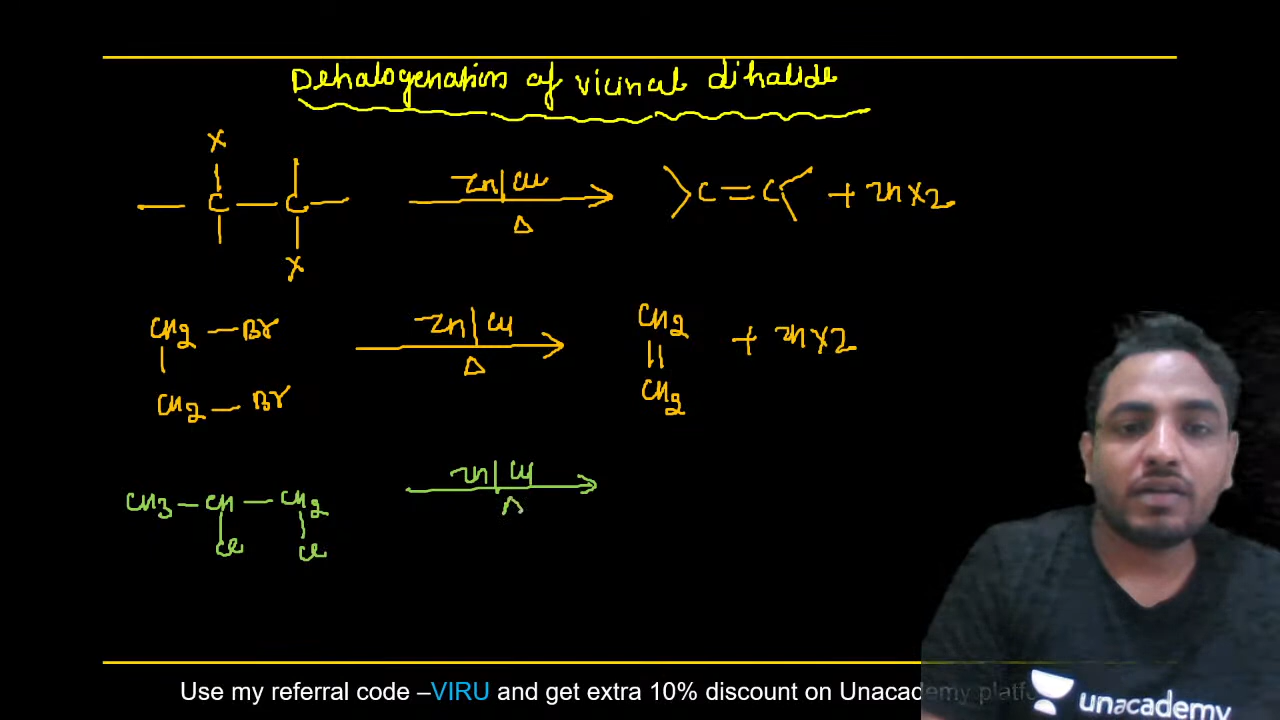 Dehalogenation of vicinal dihalide
X
— C — C — Zn|Cu >C=C< + ZnX2
Δ
X
CH2 — Br Zn|Cu CH2 + ZnX2
| Δ ||
CH2 — Br CH2
CH3 — CH — CH2 Zn|Cu
| | Δ
Cl Cl
Use my referral code –VIRU and get extra 10% discount on Unacademy platfo
unacademy